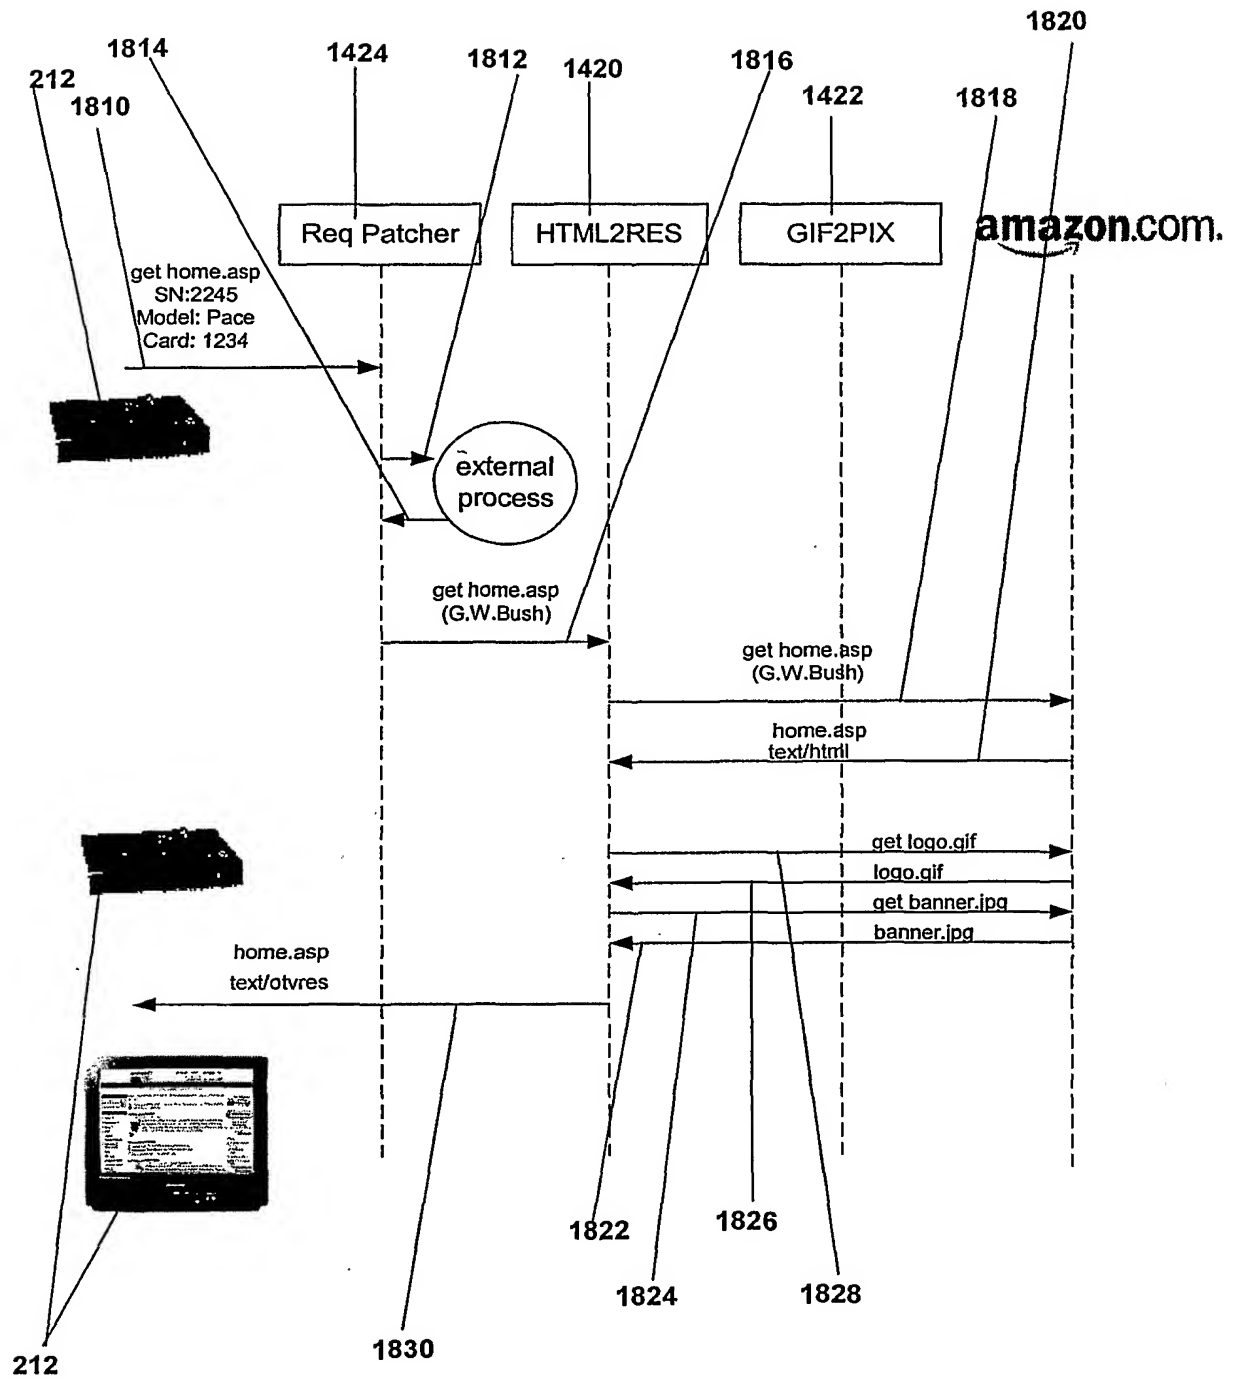 1820
1814
1424
1812
1420
1816
212
1810
1422
1818
Req Patcher
HTML2RES
GIF2PIX
amazon.com.
get home.asp
SN:2245
Model: Pace
Card: 1234
external
process
get home.asp
(G.W.Bush)
get home.asp
(G.W.Bush)
home.asp
text/html
get logo.gif
logo.gif
get banner.jpg
banner.jpg
home.asp
text/otvres
1822
1826
1824
1828
1830
212